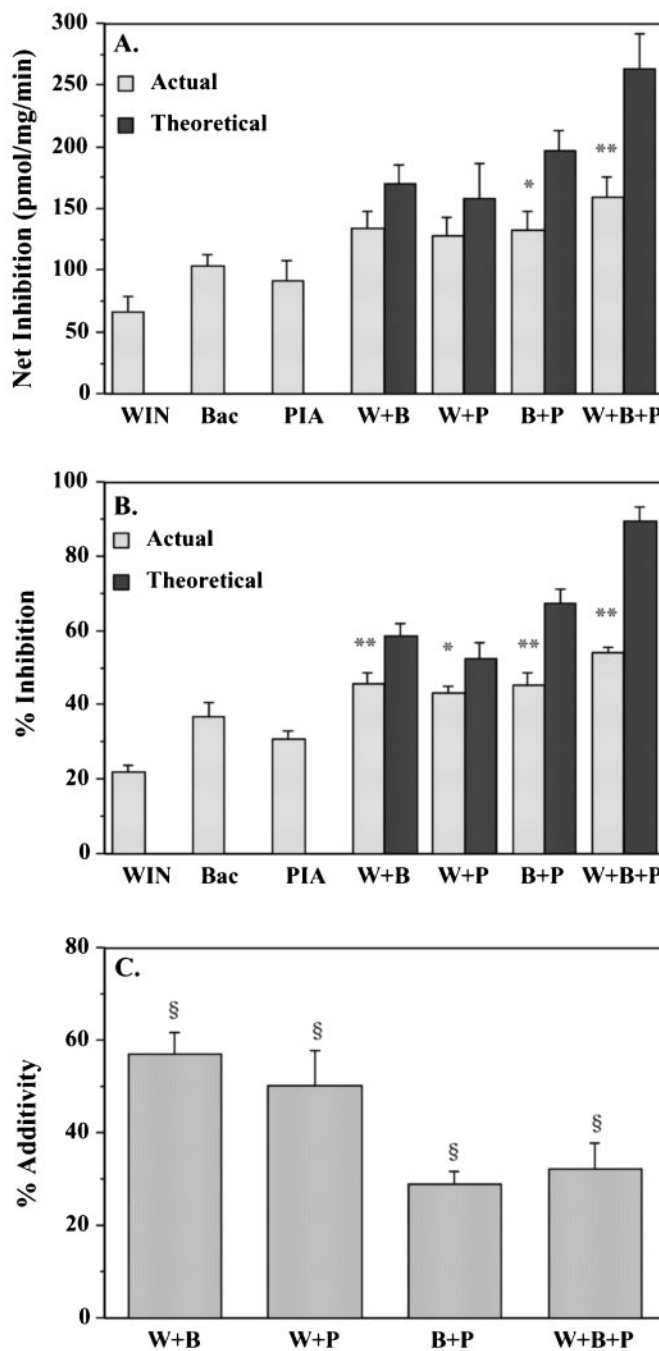 A.
Actual
Theoretical
Net Inhibition (pmol/mg/min)
300
250
200
150
100
50
0
*
**
WIN Bac PIA W+B W+P B+P W+B+P
B.
Actual
Theoretical
% Inhibition
100
80
60
40
20
0
** * ** **
WIN Bac PIA W+B W+P B+P W+B+P
C.
% Additivity
80
60
40
20
0
§ § § §
W+B W+P B+P W+B+P